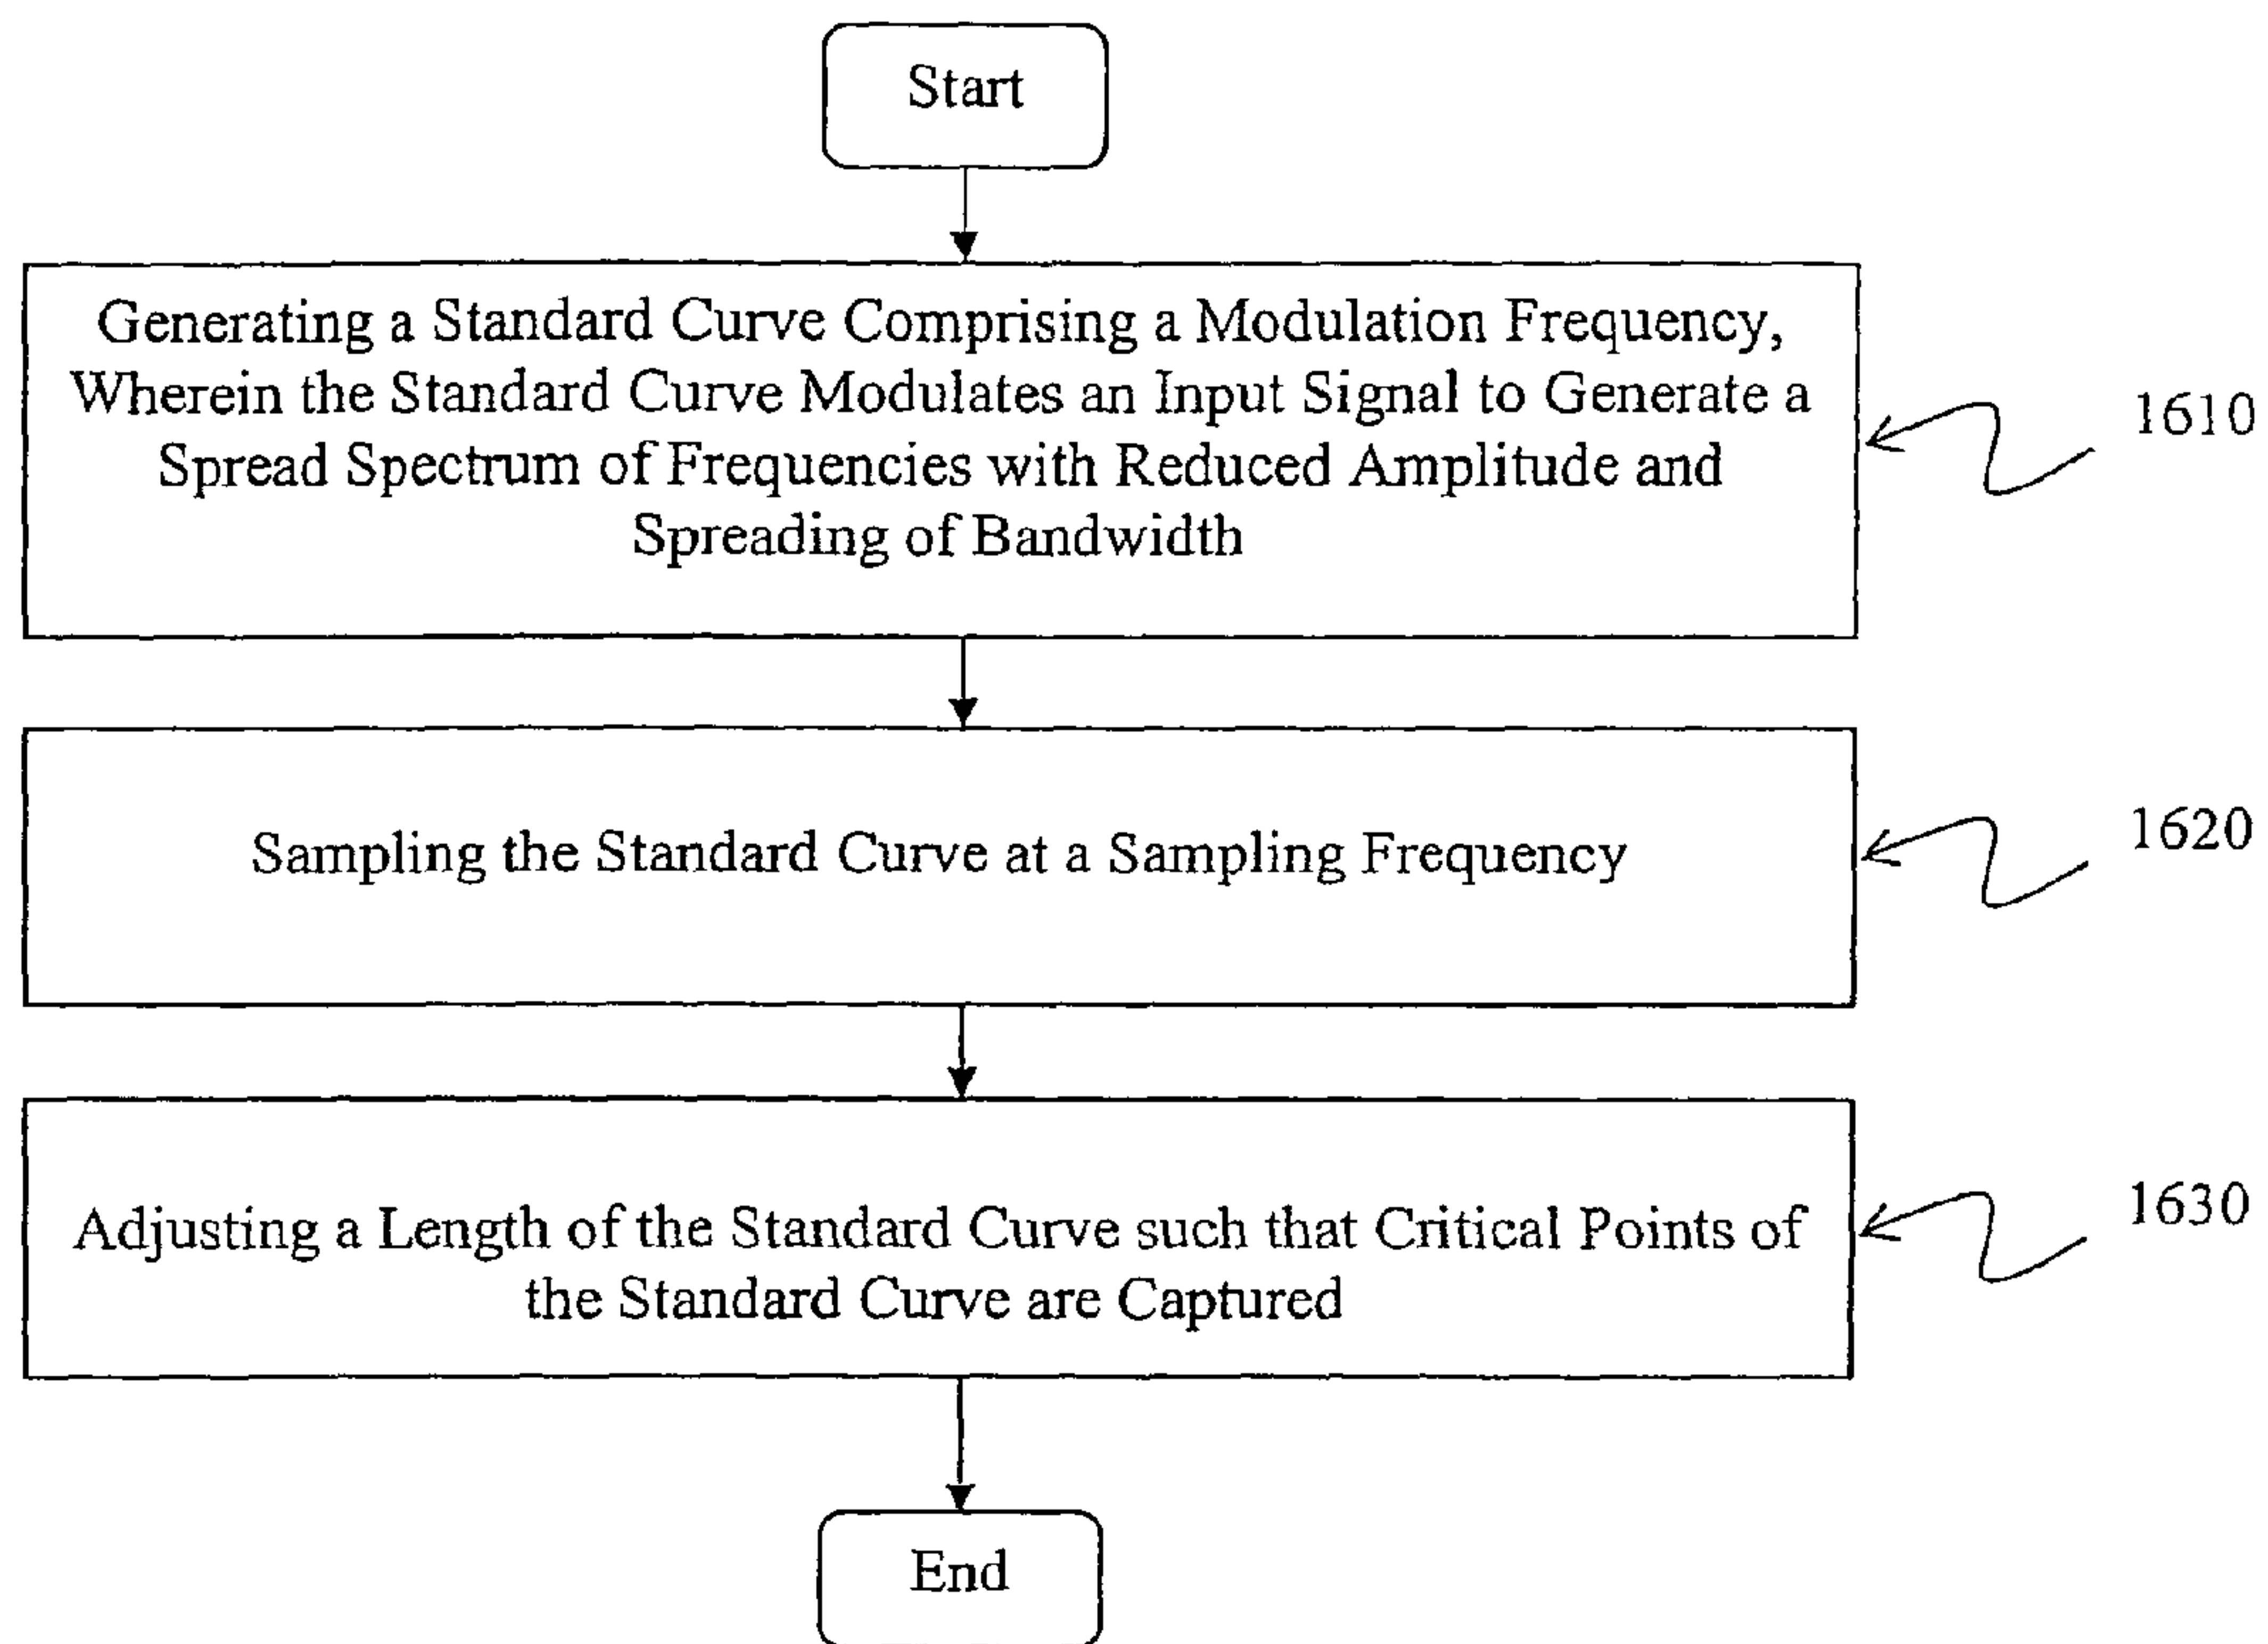 Start
Generating a Standard Curve Comprising a Modulation Frequency,
Wherein the Standard Curve Modulates an Input Signal to Generate a
Spread Spectrum of Frequencies with Reduced Amplitude and
Spreading of Bandwidth
1610
Sampling the Standard Curve at a Sampling Frequency
1620
Adjusting a Length of the Standard Curve such that Critical Points of
the Standard Curve are Captured
1630
End